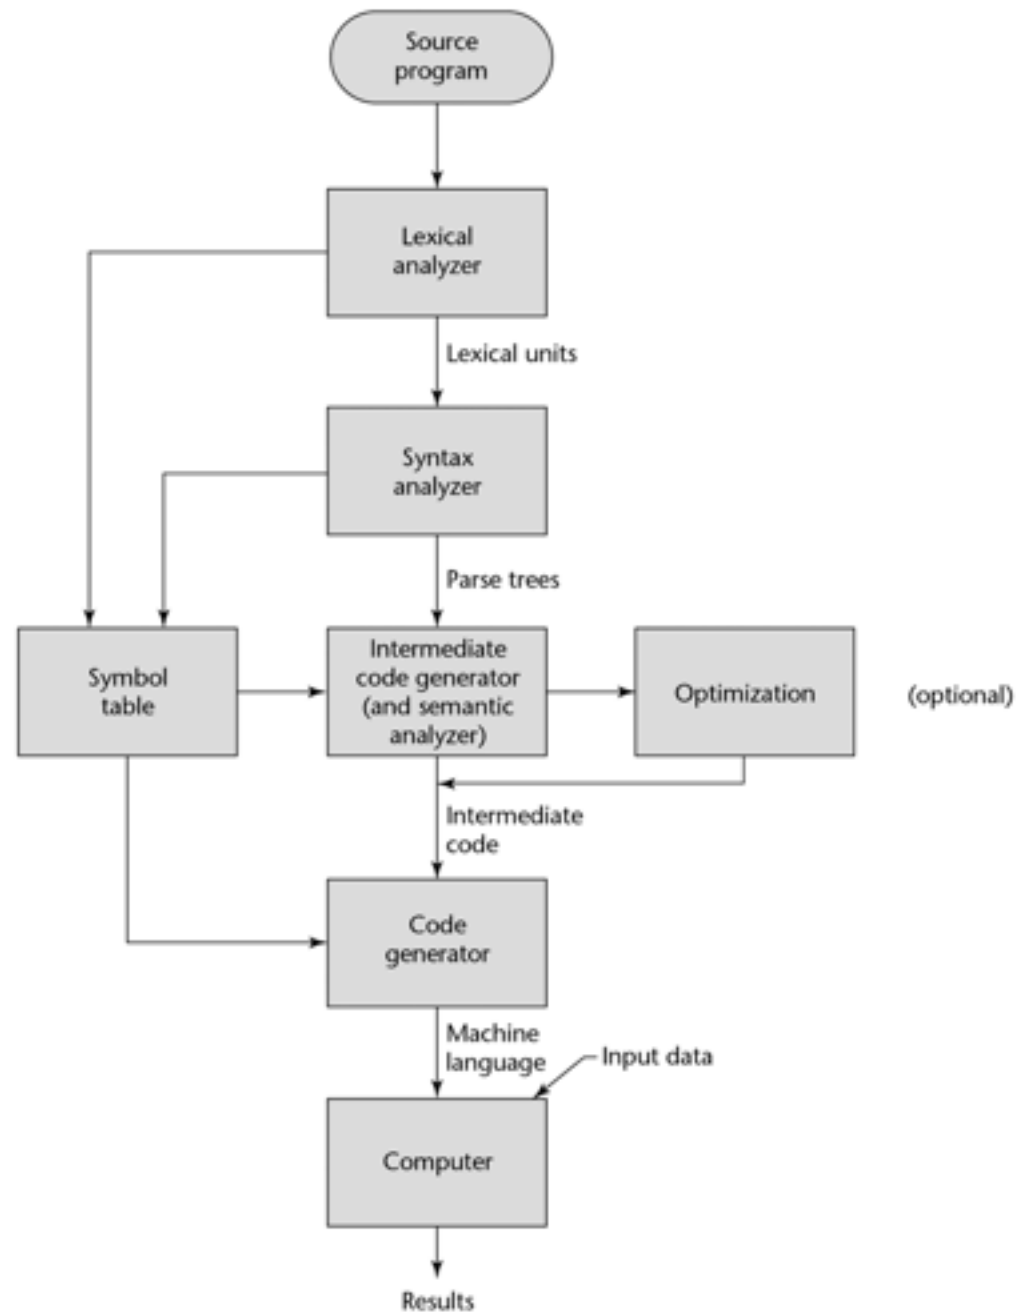 Source
program
Lexical
analyzer
Lexical units
Syntax
analyzer
Parse trees
Symbol
table
Intermediate
code generator
(and semantic
analyzer)
Optimization
(optional)
Intermediate
code
Code
generator
Machine
language
Input data
Computer
Results